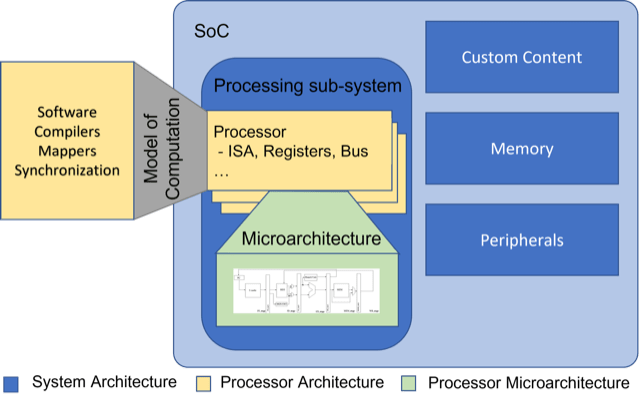 SoC
Custom Content
Processing sub-system
Software
Compilers
Mappers
Synchronization
Model of
Computation
Processor
- ISA, Registers, Bus
...
Memory
Microarchitecture
Peripherals
System Architecture
Processor Architecture
Processor Microarchitecture